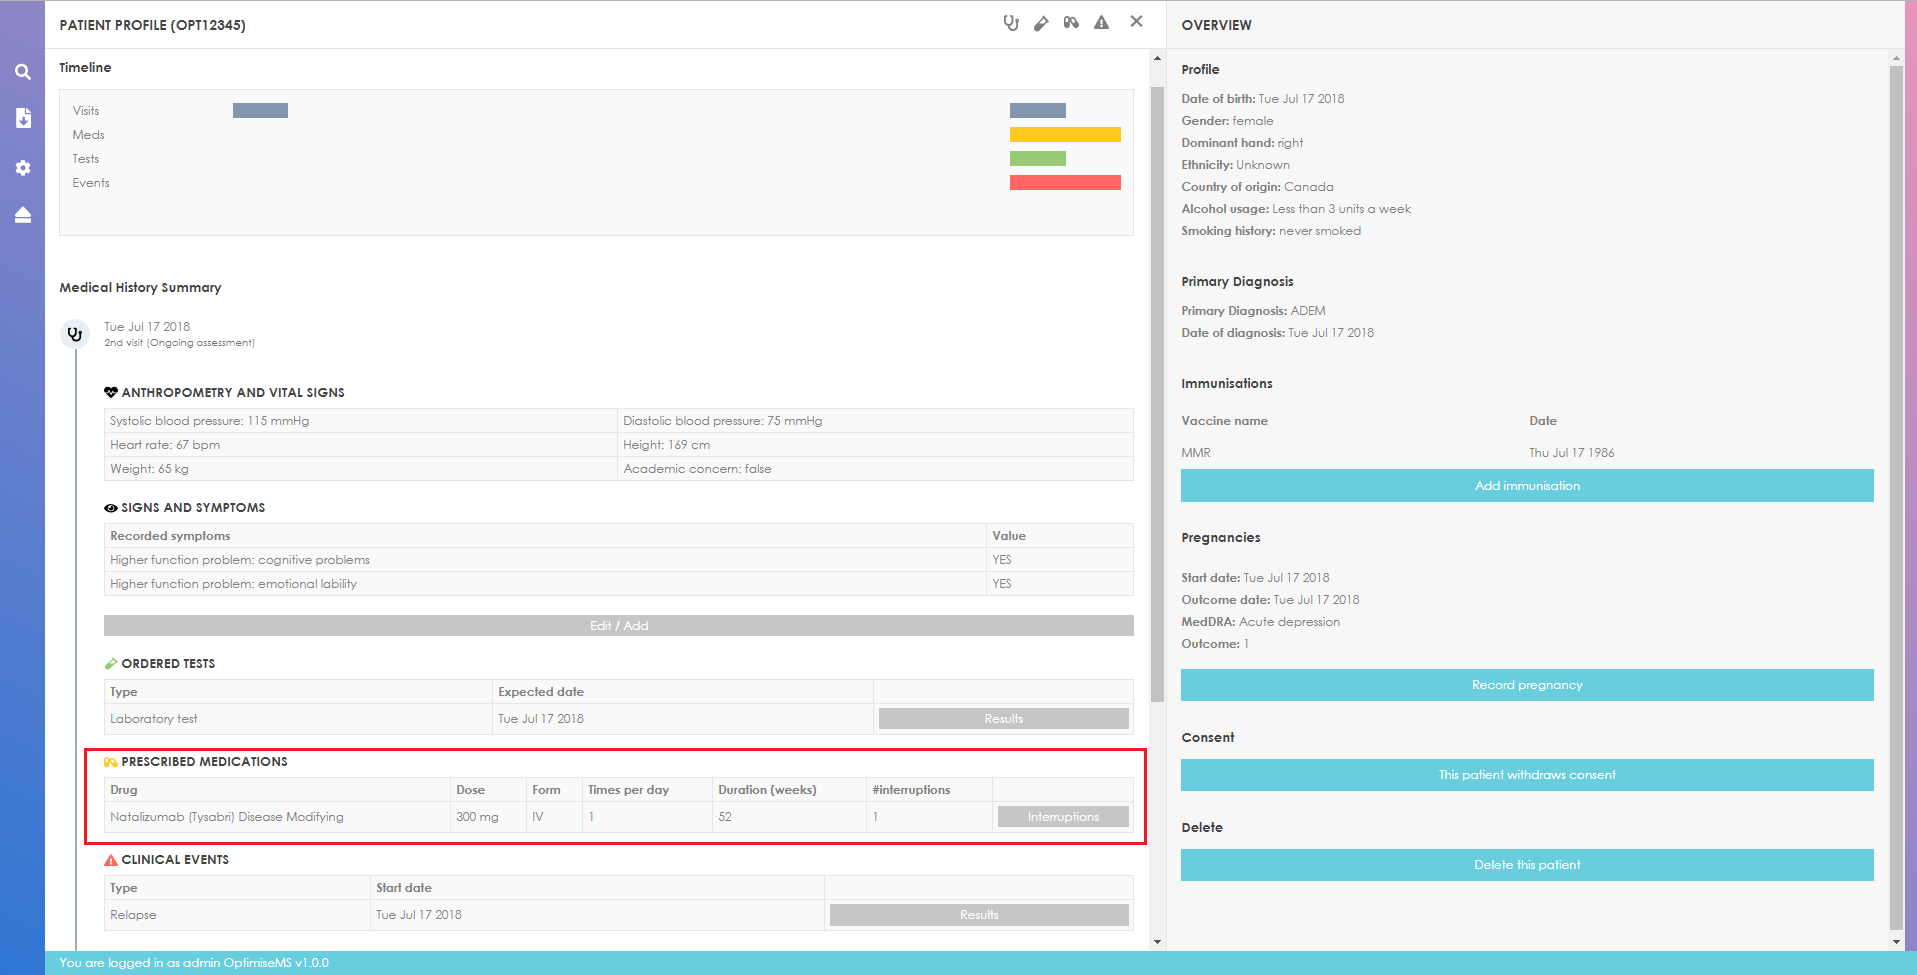 PATIENT PROFILE (OPT12345)
Timeline
Visits
Meds
Tests
Events
Medical History Summary
Tue Jul 17 2018
2nd visit (Ongoing assessment)
ANTHROPOMETRY AND VITAL SIGNS
Systolic blood pressure: 115 mmHg Diastolic blood pressure: 75 mmHg
Heart rate: 67 bpm Height: 169 cm
Weight: 65 kg Academic concern: false
SIGNS AND SYMPTOMS
Recorded symptoms Value
Higher function problem: cognitive problems YES
Higher function problem: emotional lability YES
Edit / Add
ORDERED TESTS
Type Expected date
Laboratory test Tue Jul 17 2018 Results
PRESCRIBED MEDICATIONS
Drug Dose Form Times per day Duration (weeks) #interruptions
Natalizumab (Tysabri) Disease Modifying 300 mg IV 1 52 1 Interruptions
CLINICAL EVENTS
Type Start date
Relapse Tue Jul 17 2018 Results
OVERVIEW
Profile
Date of birth: Tue Jul 17 2018
Gender: female
Dominant hand: right
Ethnicity: Unknown
Country of origin: Canada
Alcohol usage: Less than 3 units a week
Smoking history: never smoked
Primary Diagnosis
Primary Diagnosis: ADEM
Date of diagnosis: Tue Jul 17 2018
Immunisations
Vaccine name Date
MMR Thu Jul 17 1986
Add immunisation
Pregnancies
Start date: Tue Jul 17 2018
Outcome date: Tue Jul 17 2018
MedDRA: Acute depression
Outcome: 1
Record pregnancy
Consent
This patient withdraws consent
Delete
Delete this patient
You are logged in as admin OptimiseMS v1.0.0